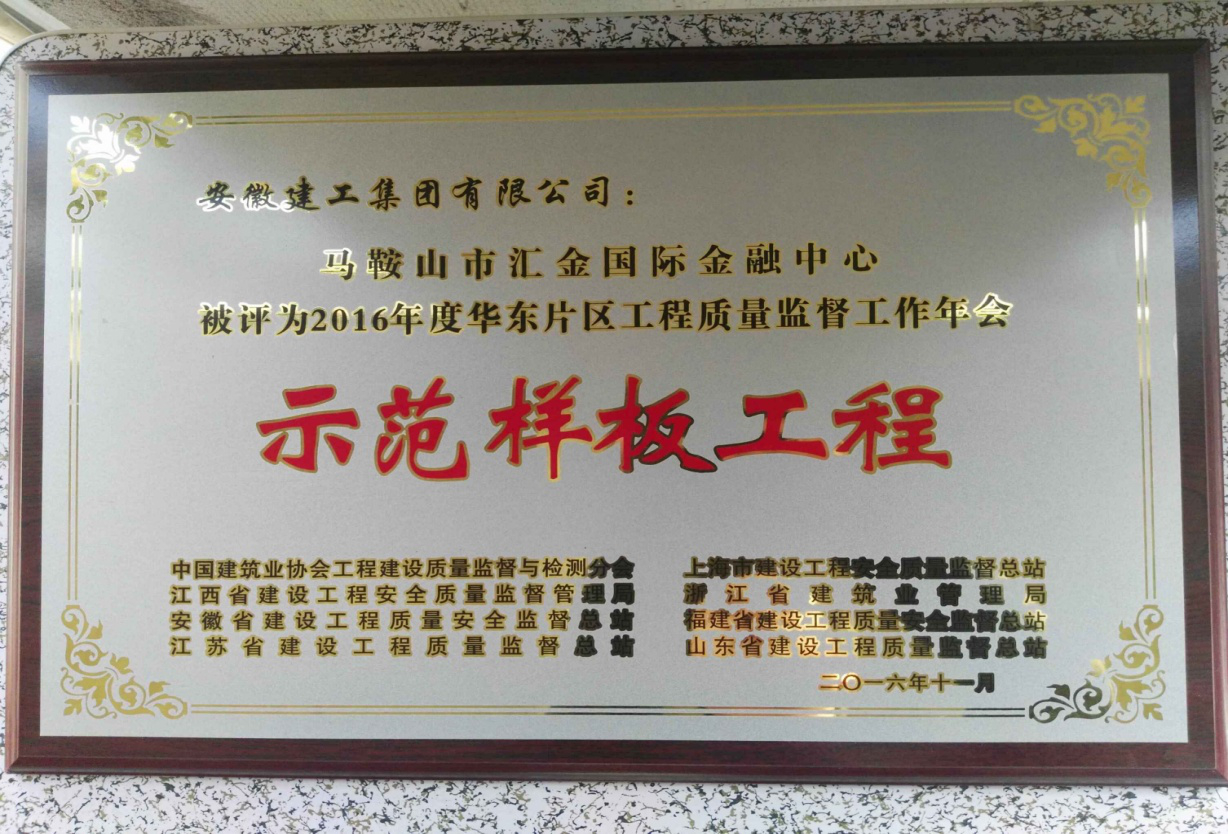 安徽建工集团有限公司：
马鞍山市汇金国际金融中心
被评为2016年度华东片区工程质量监督工作年会
示范样板工程
中国建筑业协会工程建设质量监督与检测分会
江西省建设工程安全质量监督管理局
安徽省建设工程质量安全监督总站
江苏省建设工程质量监督总站
上海市建设工程安全质量监督总站
浙江省建筑业管理局
福建省建设工程质量安全监督总站
山东省建设工程质量监督总站
二〇一六年十一月